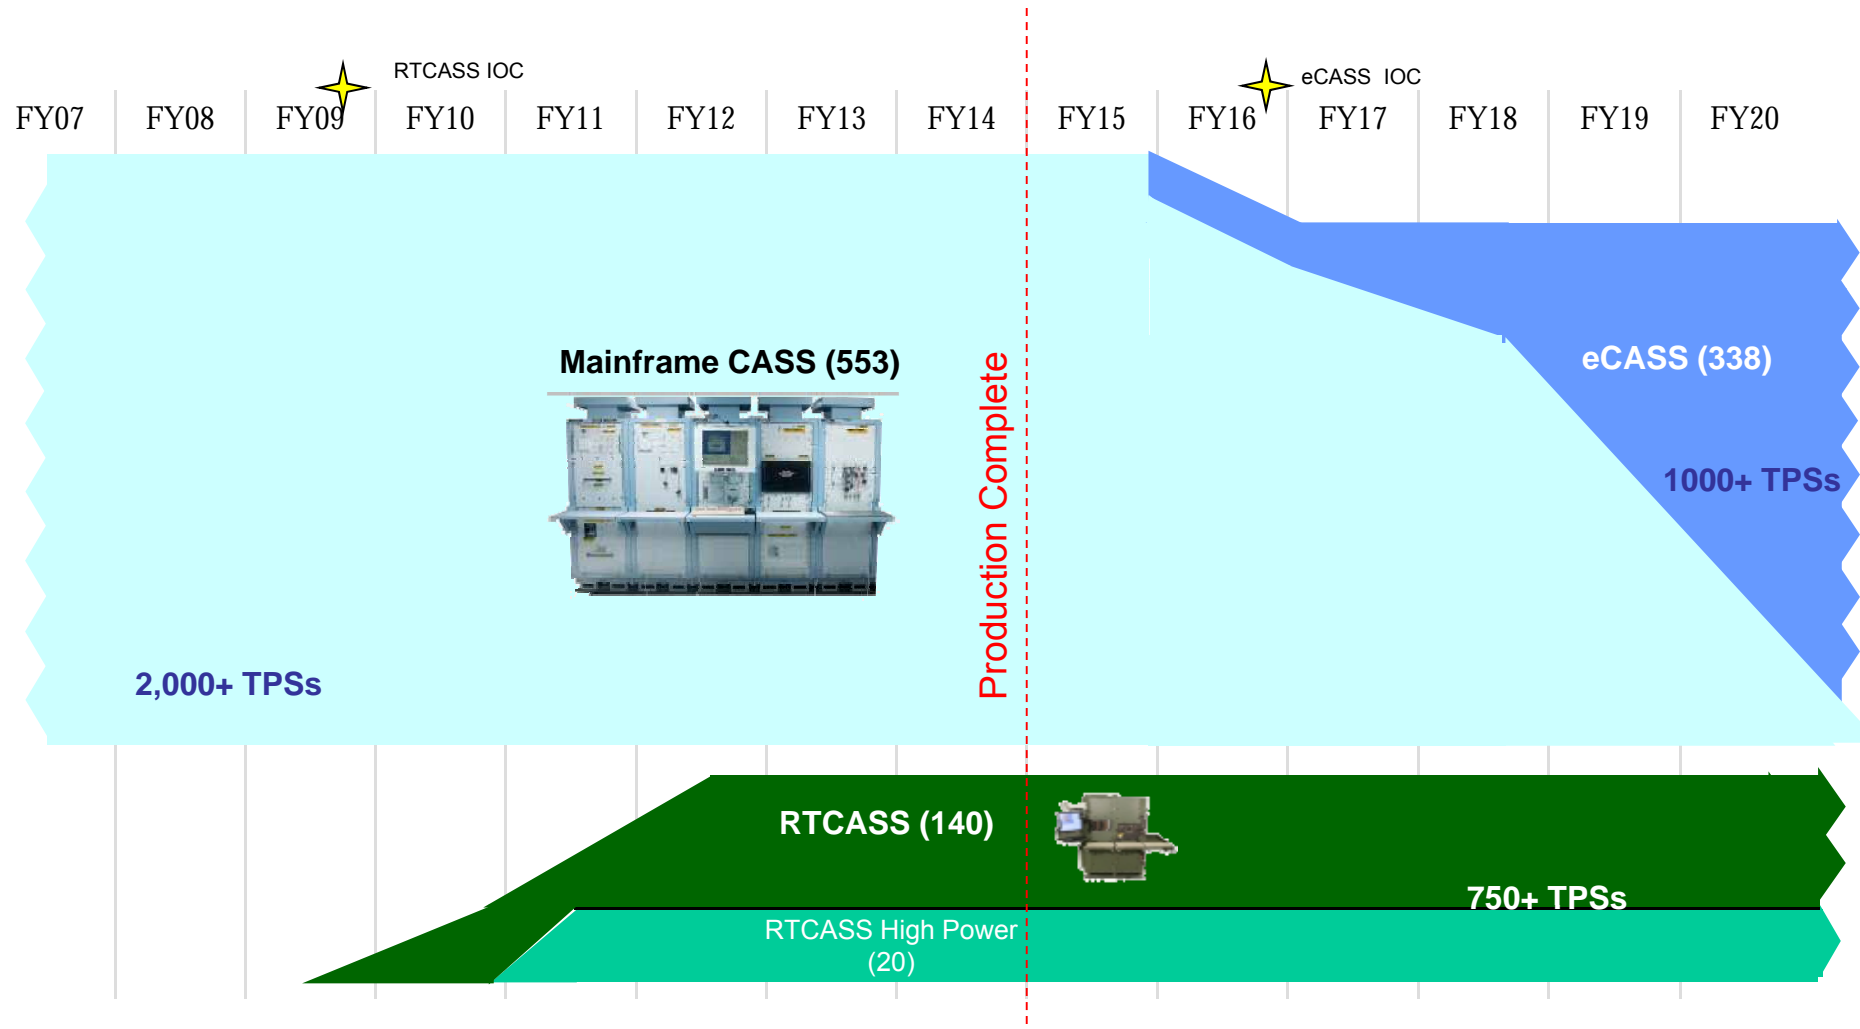 RTCASS IOC
eCASS IOC
FY07 FY08 FY09 FY10 FY11 FY12 FY13 FY14 FY15 FY16 FY17 FY18 FY19 FY20
Mainframe CASS (553)
eCASS (338)
Production Complete
1000+ TPSs
2,000+ TPSs
RTCASS (140)
750+ TPSs
RTCASS High Power
(20)